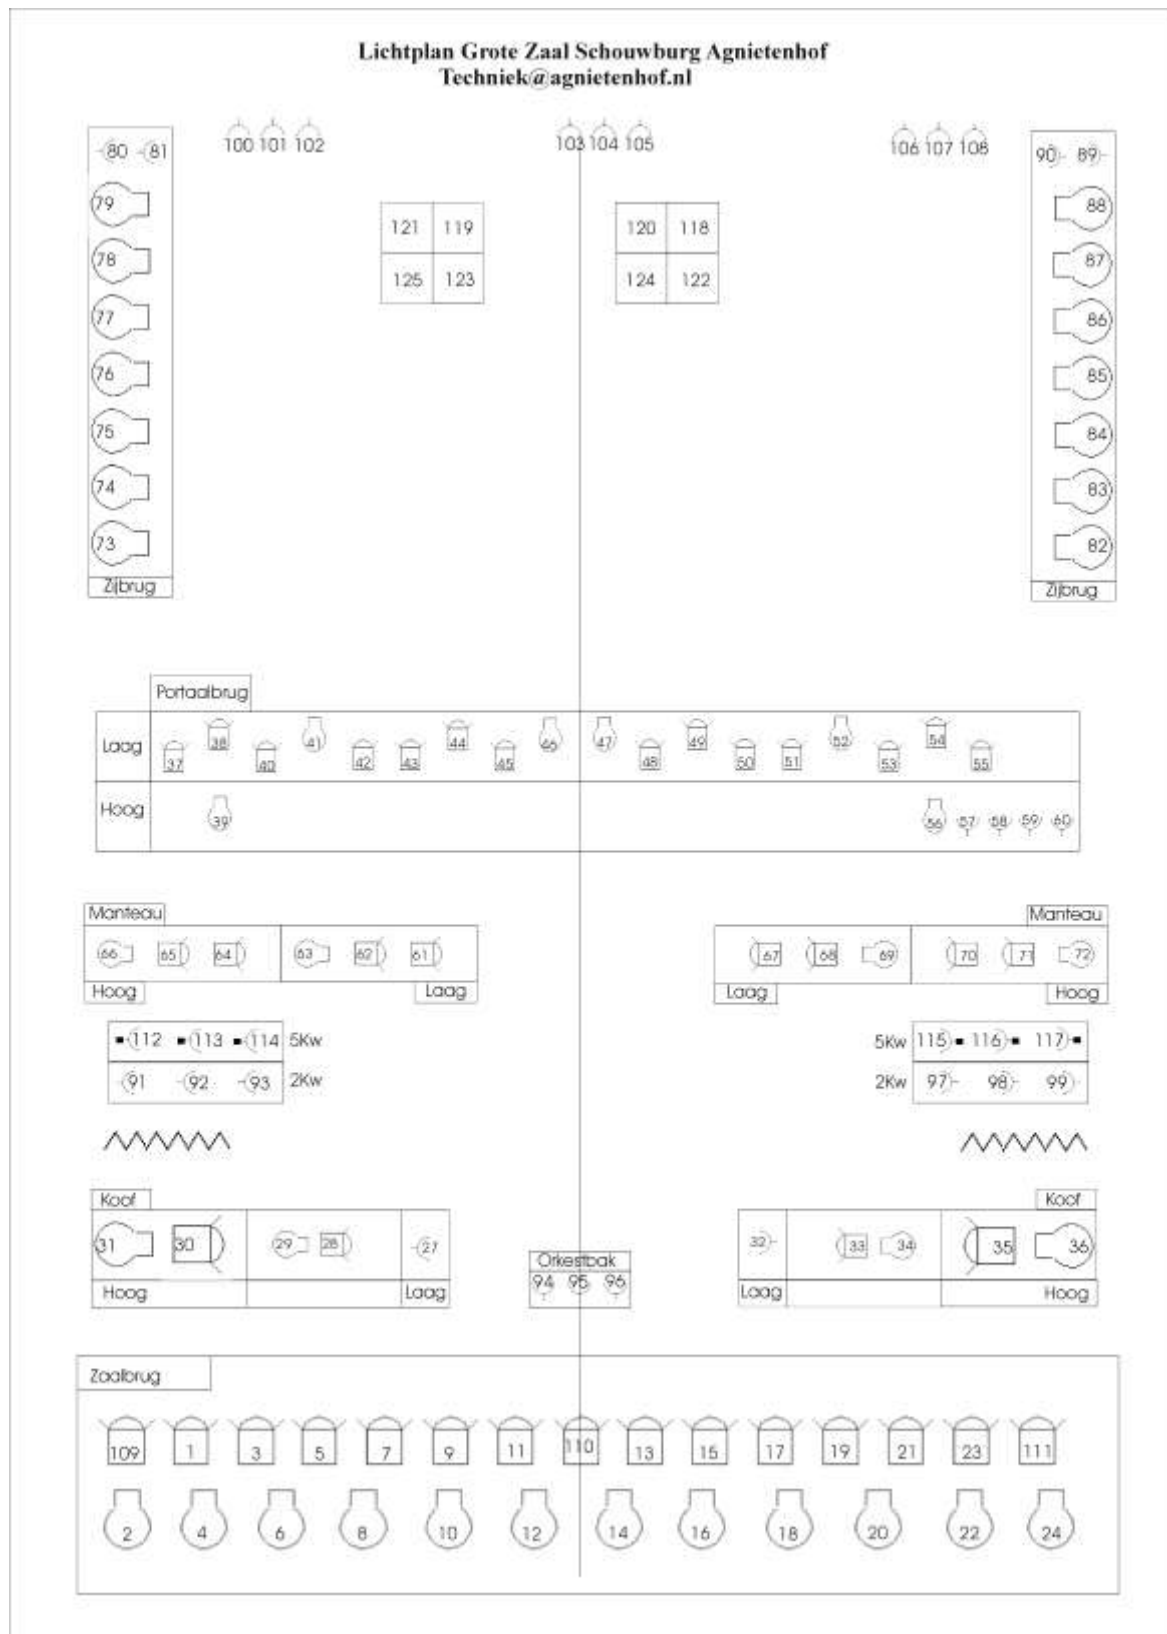 Lichtplan Grote Zaal Schouwburg Agnietenhof
Techniek@agnietenhof.nl
100 101 102 103 104 105 106 107 108
80 81 90 89
79 88
121 119 120 118
78 87
125 123 124 122
77 86
76 85
75 84
74 83
73 82
Zijbrug Zijbrug
Portaalbrug
Laag 38 41 44 46 47 49 52 54
37 40 42 43 45 48 50 51 53 55
Hoog 39 56 57 58 59 60
Manteau Manteau
66 65 64 63 62 61 67 68 69 70 71 72
Hoog Laag Laag Hoog
112 113 114 5Kw 5Kw 115 116 117
91 92 93 2Kw 2Kw 97 98 99
Koof Koof
31 30 29 28 27 32 33 34 35 36
Orkestbak
94 95 96
Hoog Laag Laag Hoog
Zaalbrug
109 1 3 5 7 9 11 110 13 15 17 19 21 23 111
2 4 6 8 10 12 14 16 18 20 22 24